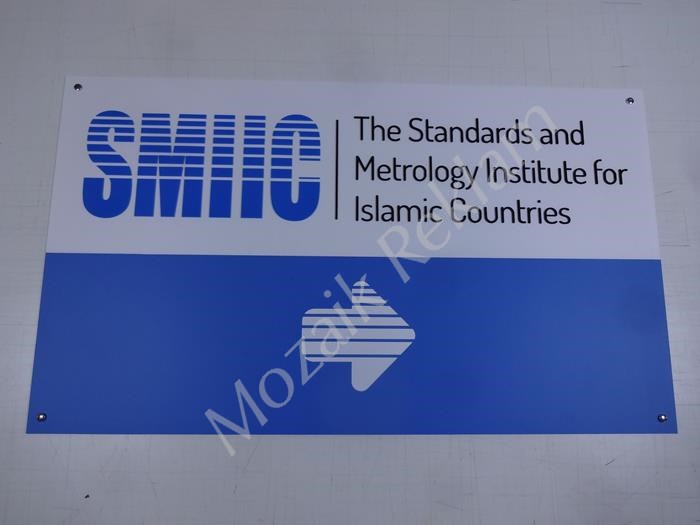 SMIIC
The Standards and
Metrology Institute for
Islamic Countries
Mozaik Reklam